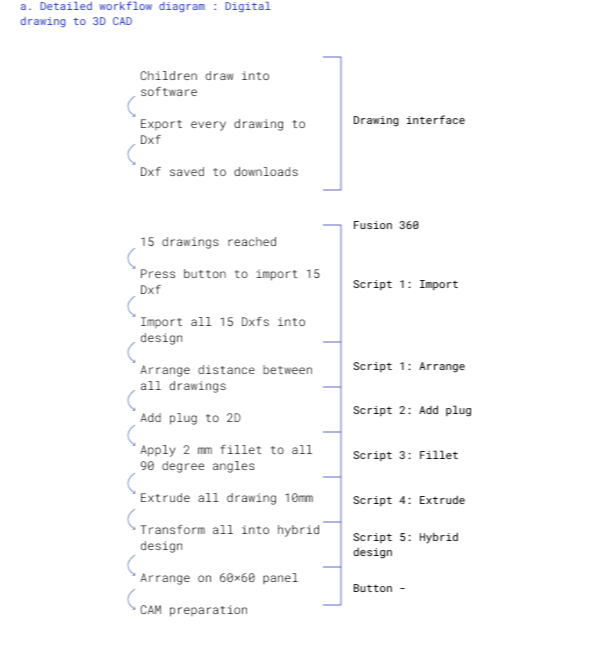 a. Detailed workflow diagram : Digital
drawing to 3D CAD
Children draw into
software
Export every drawing to
Dxf
Dxf saved to downloads
Drawing interface
Fusion 360
15 drawings reached
Press button to import 15
Dxf
Script 1: Import
Import all 15 Dxfs into
design
Arrange distance between
all drawings
Script 1: Arrange
Add plug to 2D
Script 2: Add plug
Apply 2 mm fillet to all
90 degree angles
Script 3: Fillet
Extrude all drawing 10mm
Script 4: Extrude
Transform all into hybrid
design
Script 5: Hybrid
design
Arrange on 60×60 panel
Button -
CAM preparation